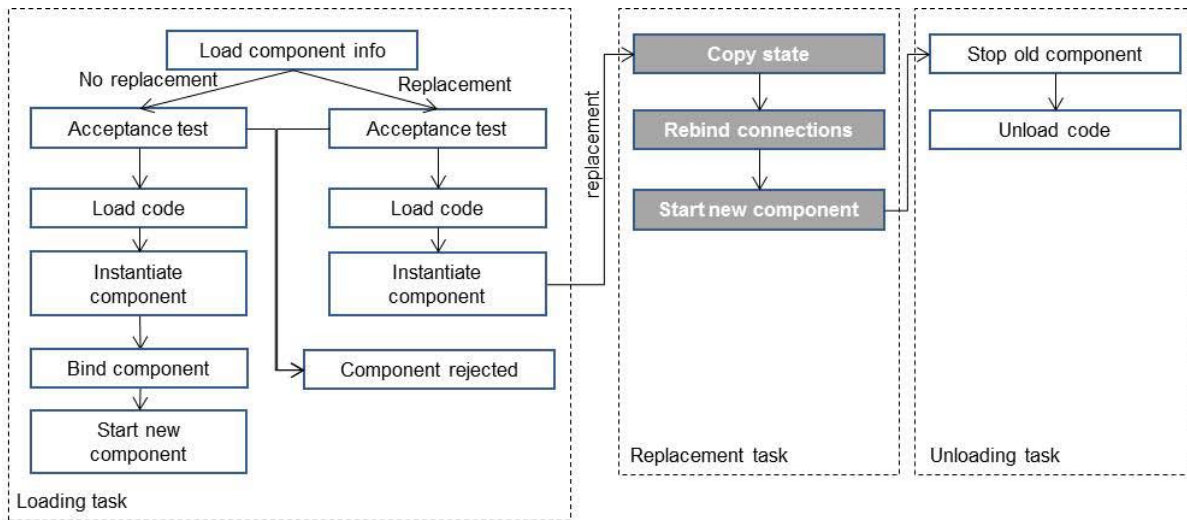 Load component info
No replacement
Replacement
Acceptance test
Acceptance test
Load code
Load code
Instantiate
component
Instantiate
component
Bind component
Component rejected
Start new
component
Loading task
replacement
Copy state
Rebind connections
Start new component
Replacement task
Stop old component
Unload code
Unloading task